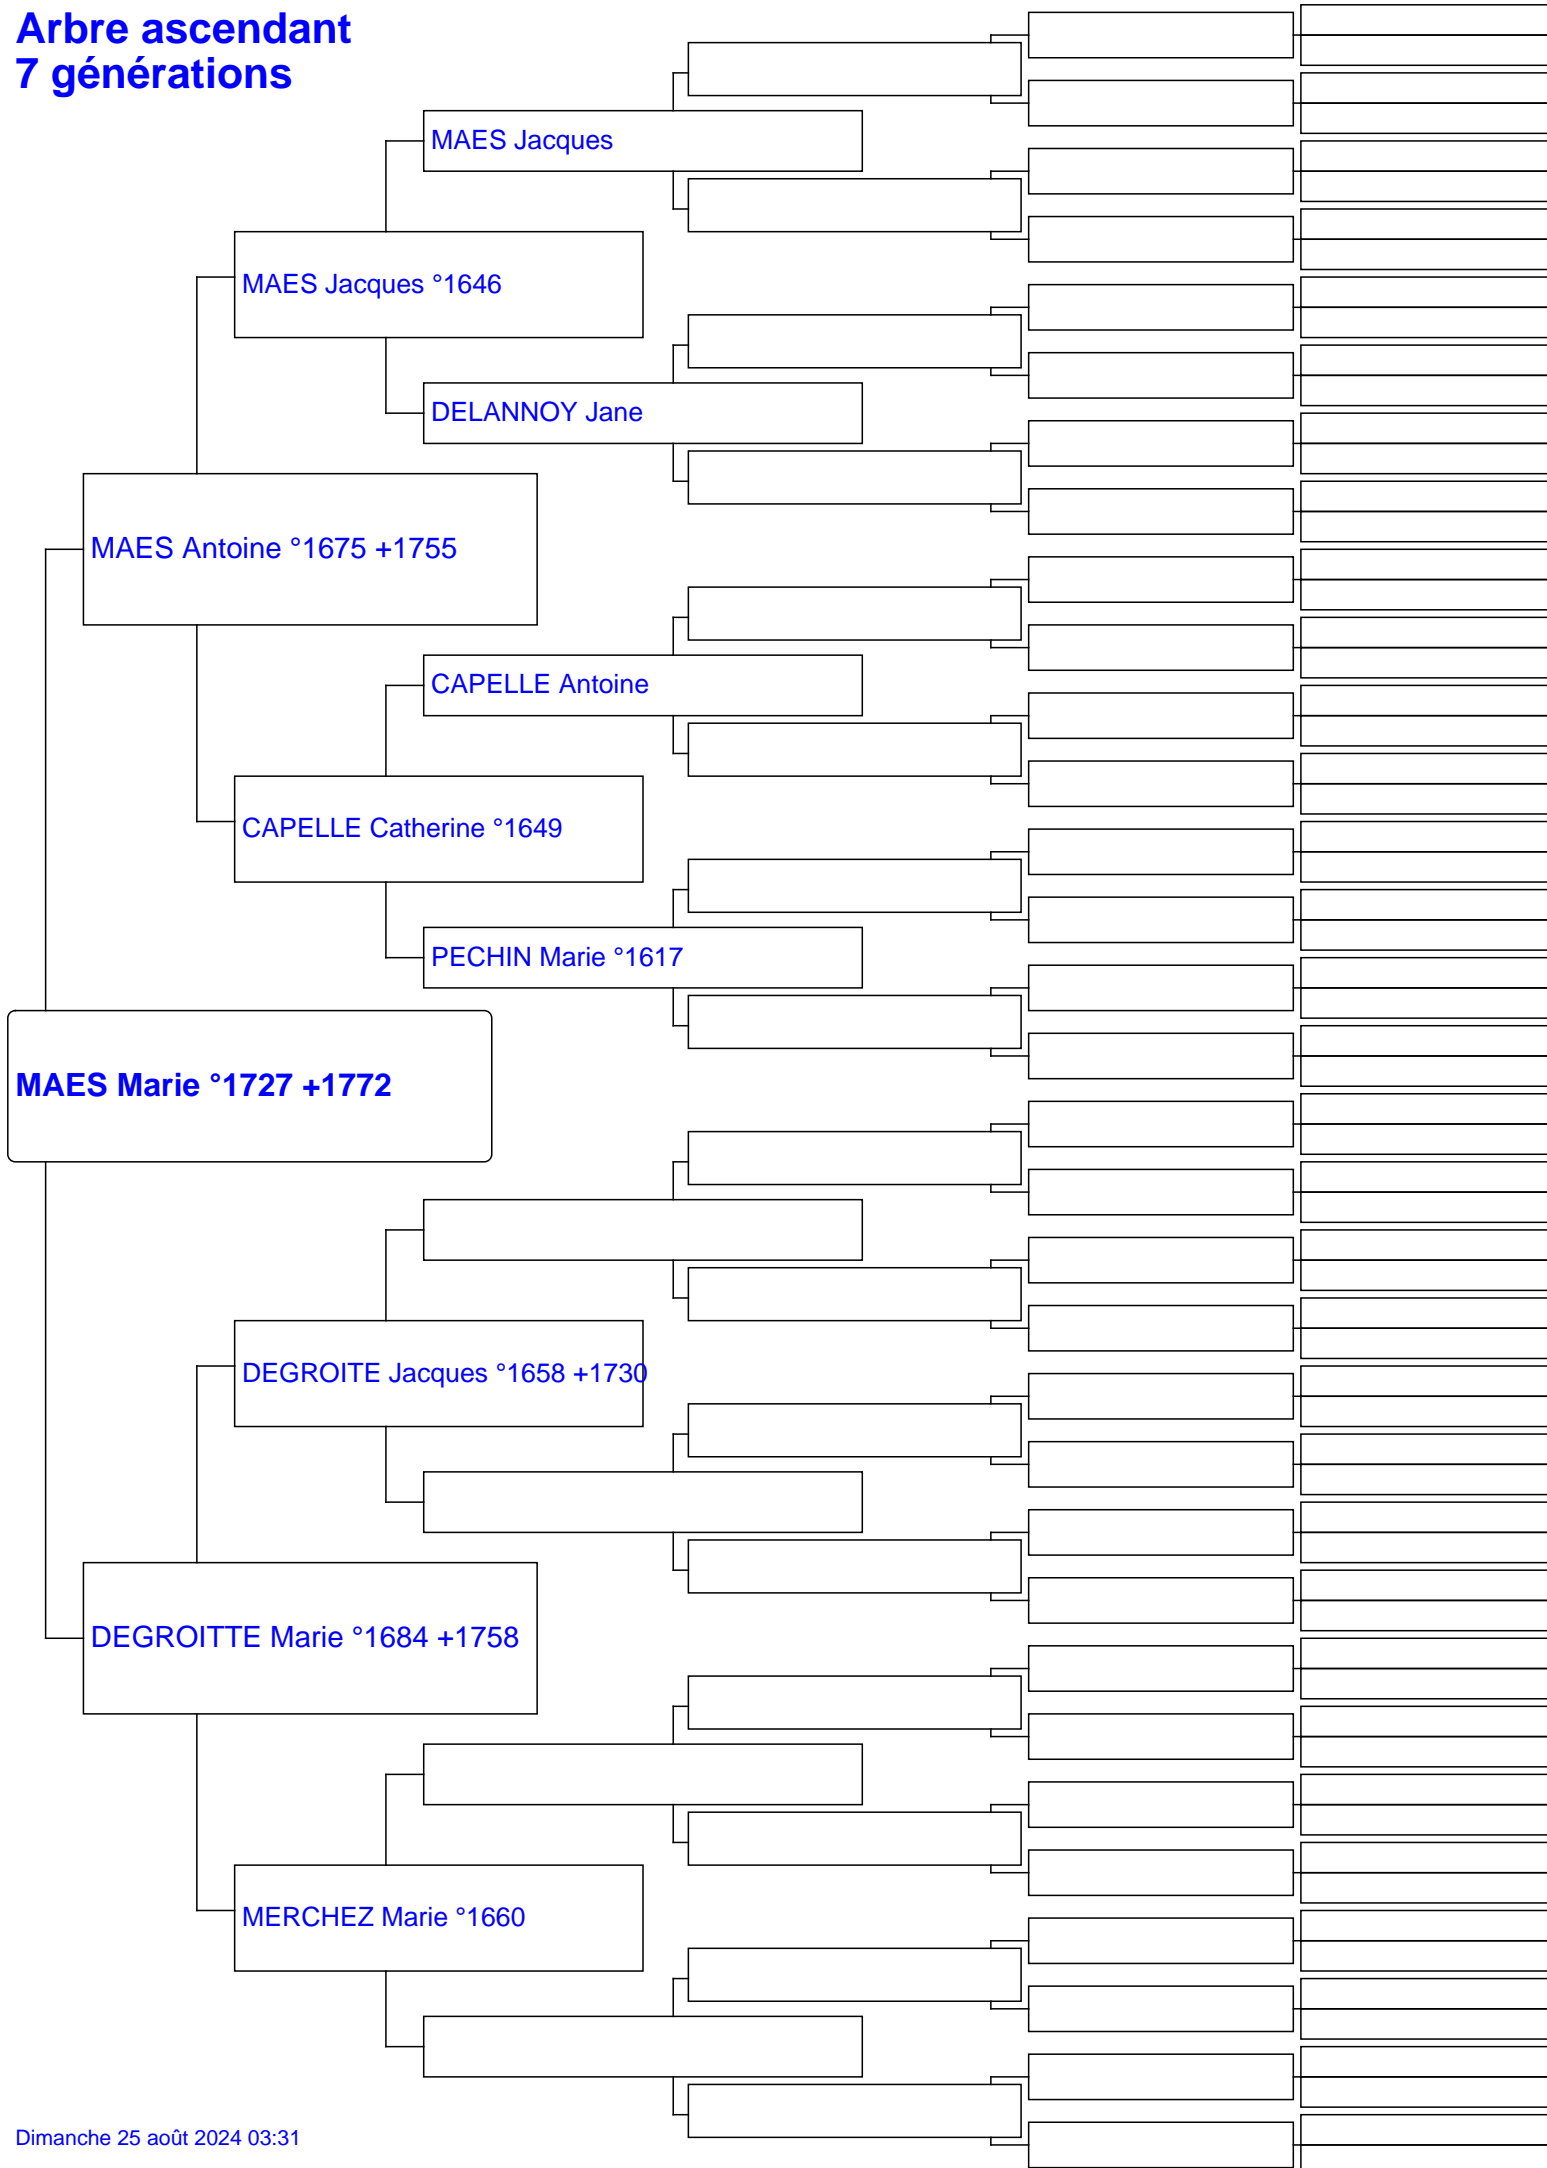 Arbre ascendant
7 générations
MAES Jacques
MAES Jacques °1646
DELANNOY Jane
MAES Antoine °1675 +1755
CAPELLE Antoine
CAPELLE Catherine °1649
PECHIN Marie °1617
MAES Marie °1727 +1772
DEGROITE Jacques °1658 +1730
DEGROITTE Marie °1684 +1758
MERCHEZ Marie °1660
Dimanche 25 août 2024 03:31